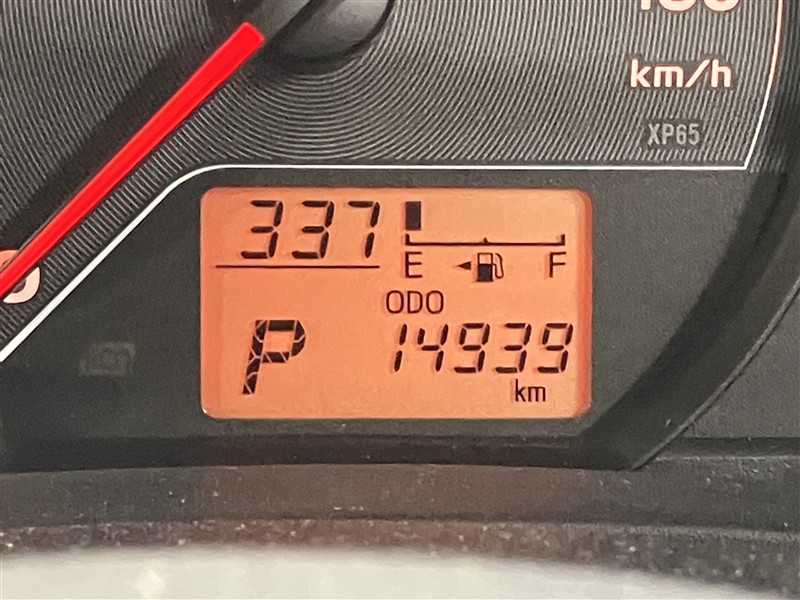 km/h
XP65
337
E F
ODO
P 14939
km